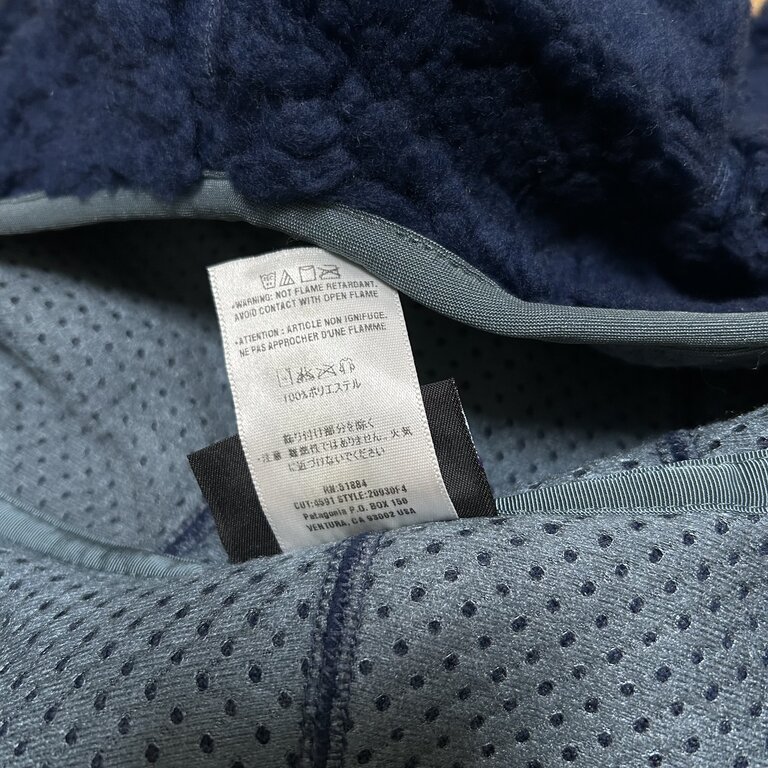 •WARNING: NOT FLAME RETARDANT.
AVOID CONTACT WITH OPEN FLAME
•ATTENTION : ARTICLE NON IGNIFUGE.
NE PAS APPROCHER D'UNE FLAMME
100%ポリエステル
飾り付け部分を除く
・注意 難燃性ではありません。火気
に近づけないでください
RN:51884
CUT:4591 STYLE:20930F4
Patagonia P.O. BOX 150
VENTURA, CA 93002 USA